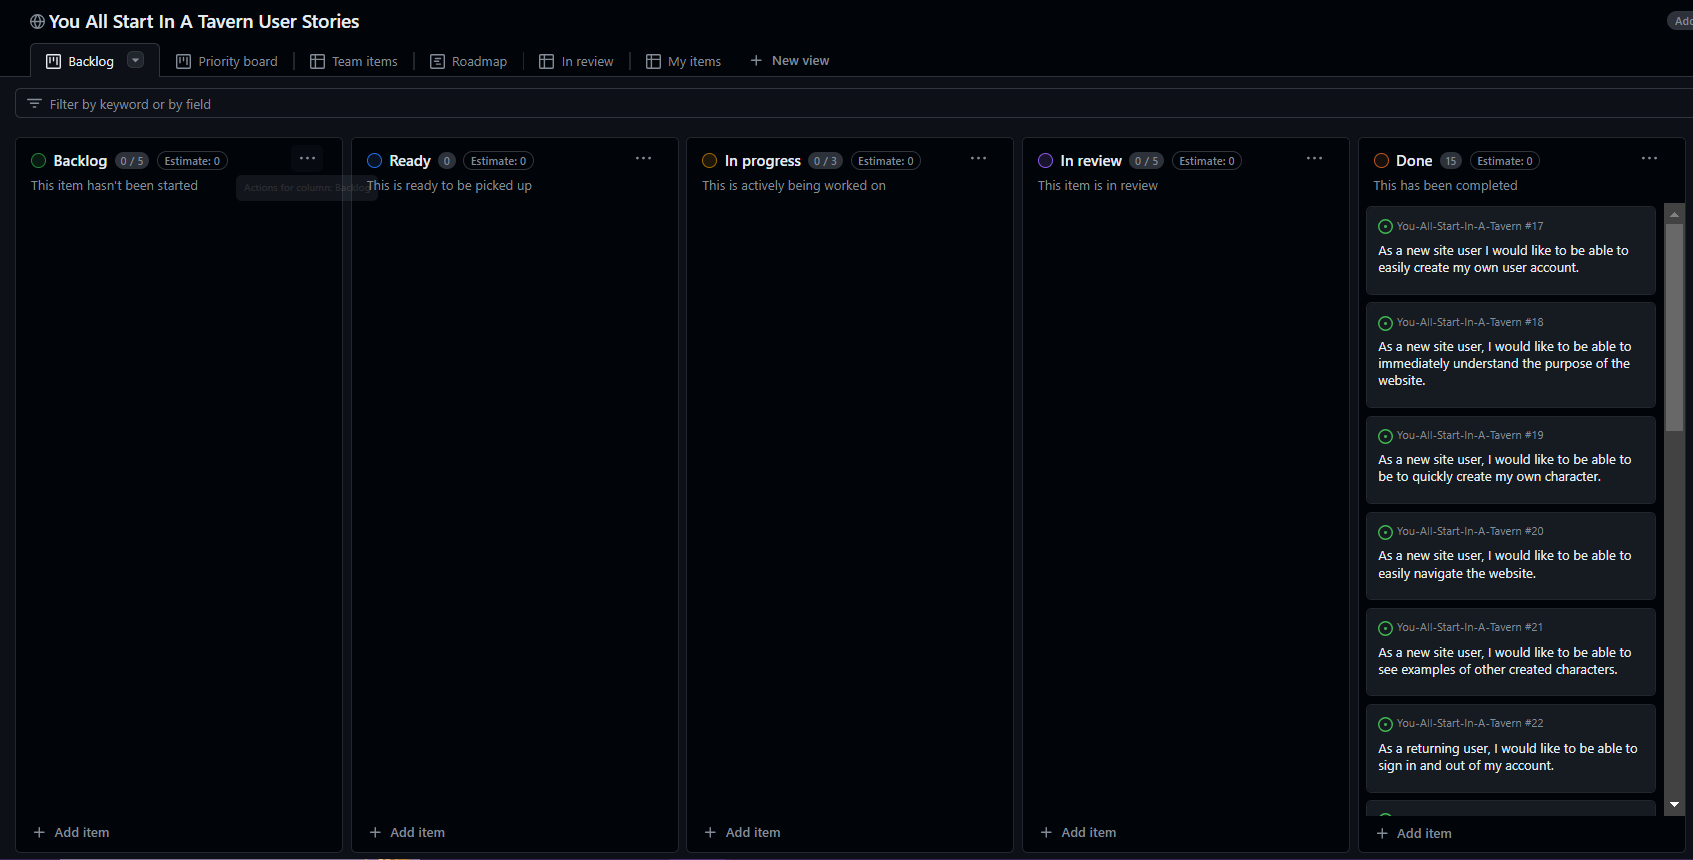 You All Start In A Tavern User Stories
Add
Backlog
Priority board
Team items
Roadmap
In review
My items
New view
Filter by keyword or by field
Backlog 0 / 5 Estimate: 0
This item hasn't been started
Actions for column: Backlog
Add item
Ready 0 Estimate: 0
This is ready to be picked up
Add item
In progress 0 / 3 Estimate: 0
This is actively being worked on
Add item
In review 0 / 5 Estimate: 0
This item is in review
Add item
Done 15 Estimate: 0
This has been completed
You-All-Start-In-A-Tavern #17
As a new site user I would like to be able to
easily create my own user account.
You-All-Start-In-A-Tavern #18
As a new site user, I would like to be able to
immediately understand the purpose of the
website.
You-All-Start-In-A-Tavern #19
As a new site user, I would like to be able to
be to quickly create my own character.
You-All-Start-In-A-Tavern #20
As a new site user, I would like to be able to
easily navigate the website.
You-All-Start-In-A-Tavern #21
As a new site user, I would like to be able to
see examples of other created characters.
You-All-Start-In-A-Tavern #22
As a returning user, I would like to be able to
sign in and out of my account.
Add item